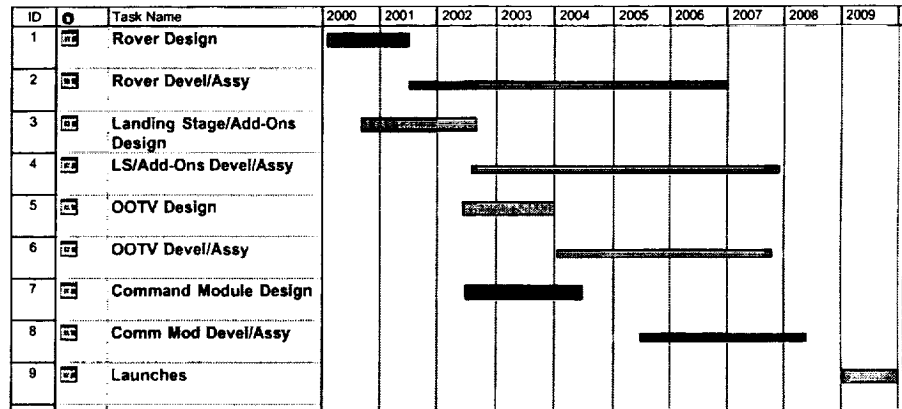 ID Task Name 2000 2001 2002 2003 2004 2005 2006 2007 2008 2009
1 Rover Design
2 Rover Devel/Assy
3 Landing Stage/Add-Ons
Design
4 LS/Add-Ons Devel/Assy
5 OOTV Design
6 OOTV Devel/Assy
7 Command Module Design
8 Comm Mod Devel/Assy
9 Launches